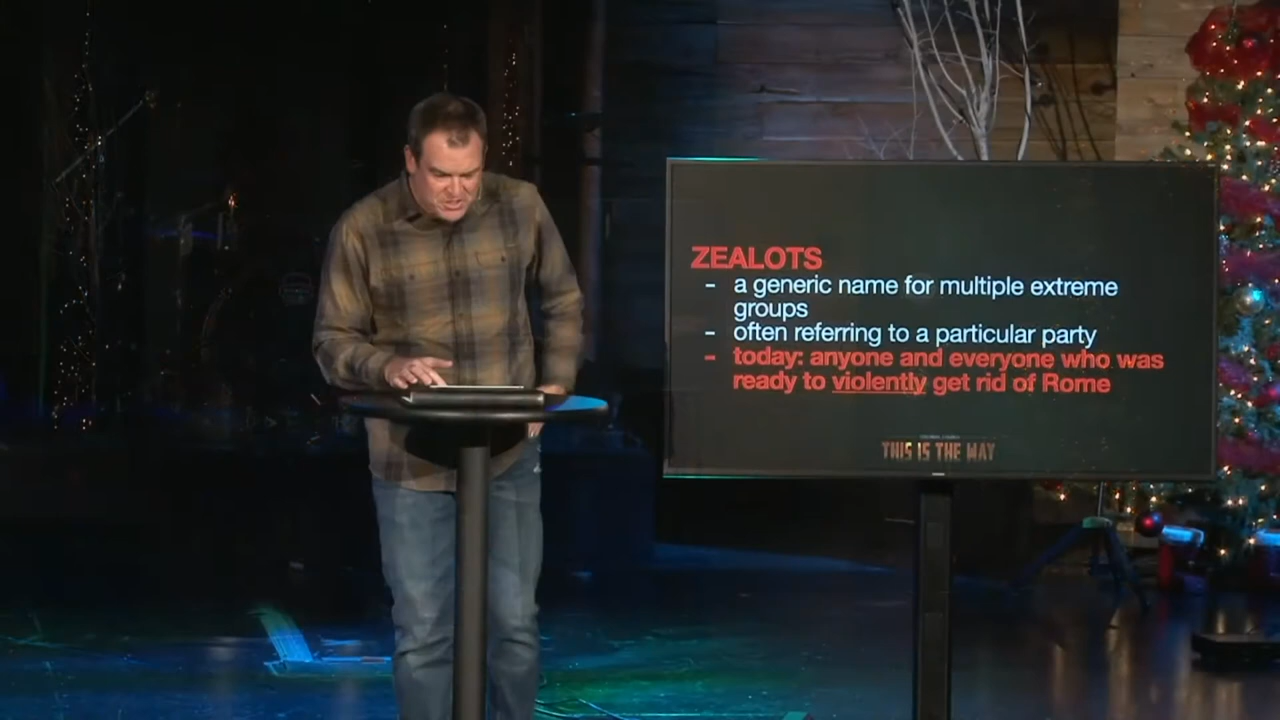 ZEALOTS
- a generic name for multiple extreme
groups
- often referring to a particular party
- today: anyone and everyone who was
ready to violently get rid of Rome
THIS IS THE WAY